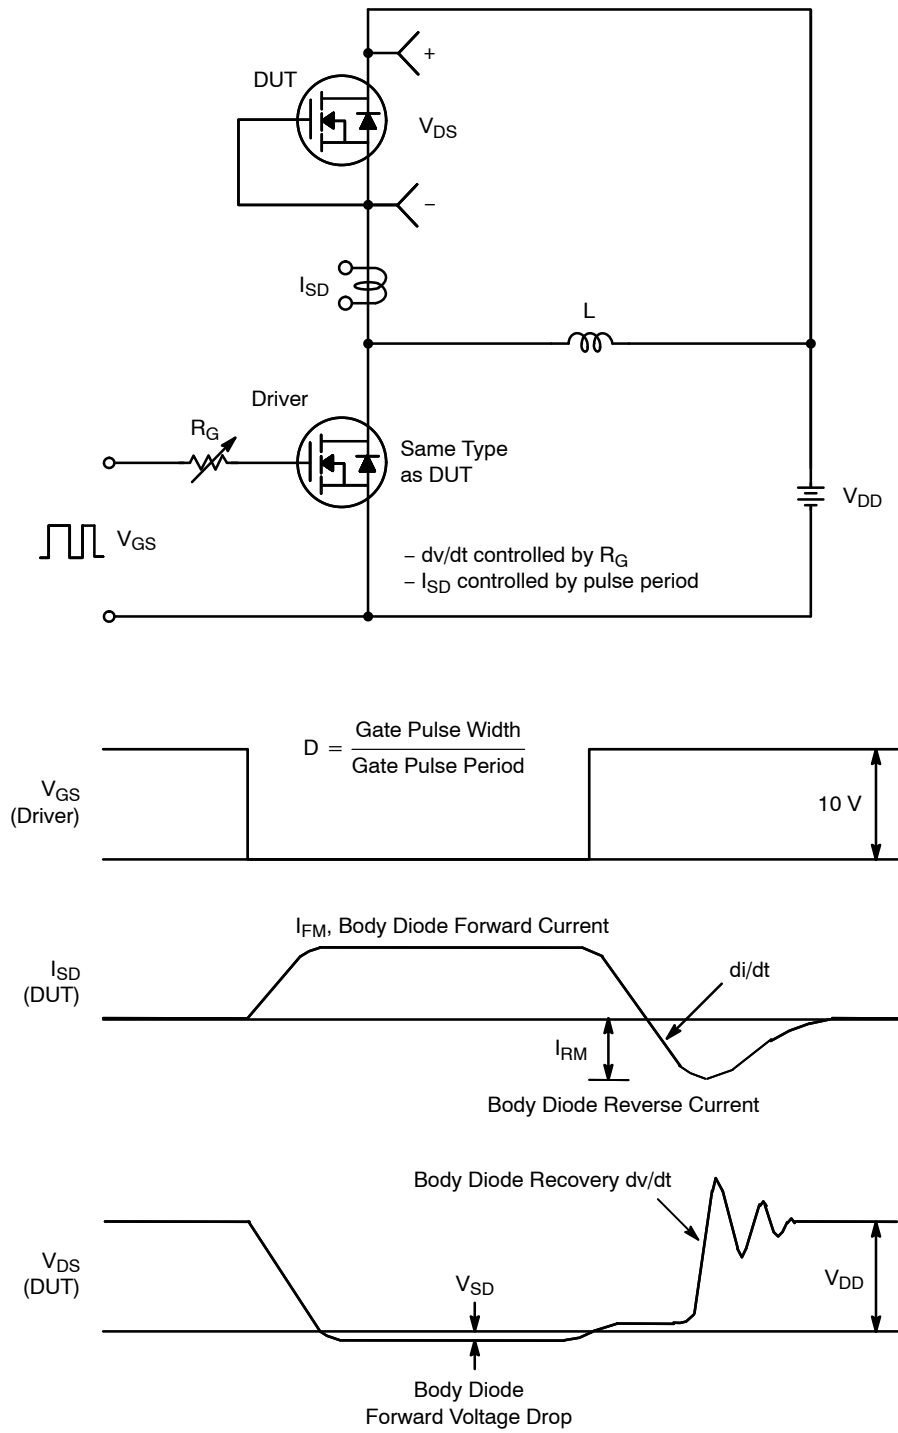 +
DUT
V_DS
−
I_SD
L
Driver
R_G
Same Type
as DUT
V_DD
V_GS
− dv/dt controlled by R_G
− I_SD controlled by pulse period
D = Gate Pulse Width
Gate Pulse Period
V_GS
(Driver)
10 V
I_FM, Body Diode Forward Current
I_SD
(DUT)
di/dt
I_RM
Body Diode Reverse Current
Body Diode Recovery dv/dt
V_DS
(DUT)
V_SD
V_DD
Body Diode
Forward Voltage Drop